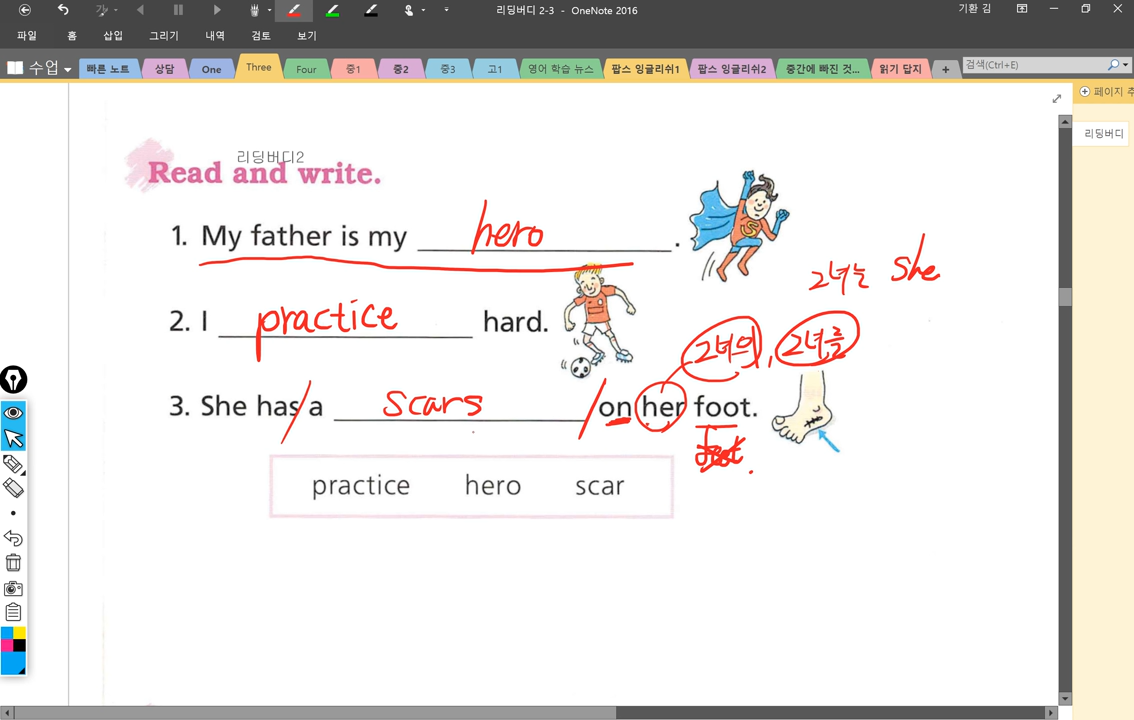 리딩버디 2-3 - OneNote 2016
기환 김
파일 홈 삽입 그리기 내역 검토 보기
수업 빠른 노트 상담 One Three Four 중1 중2 중3 고1 영어 학습 뉴스 팝스 잉글리쉬1 팝스 잉글리쉬2 중간에 빠진 것... 읽기 답지 + 검색(Ctrl+E)
페이지 추
리딩버디
리딩버디2
Read and write.
1. My father is my hero.
그녀는 she
2. I practice hard.
그녀의, 그녀를
3. She has / a scars / on her foot.
practice hero scar